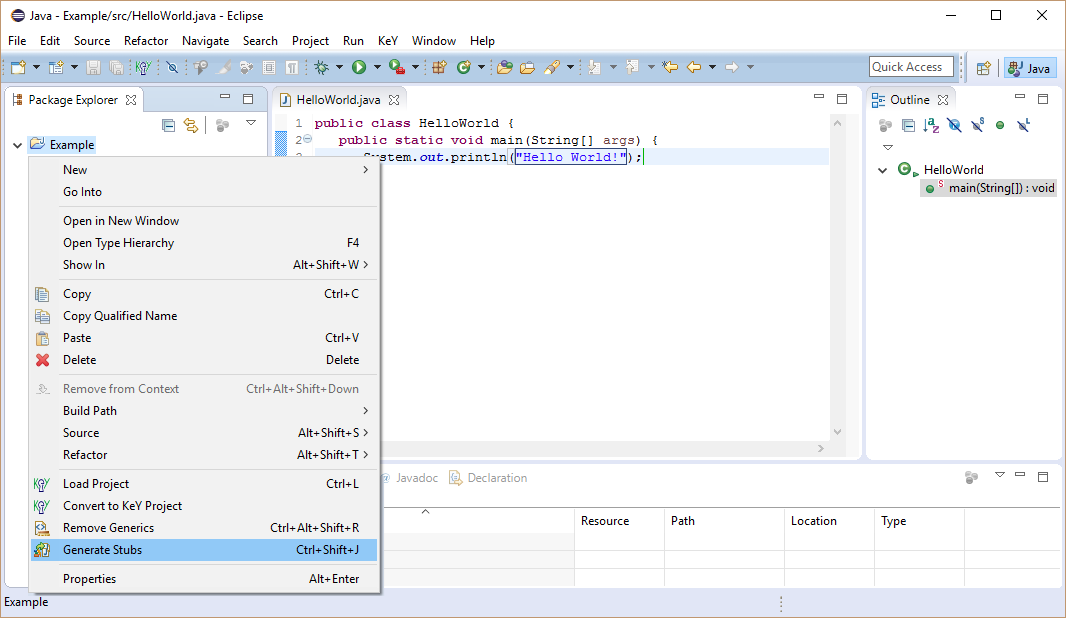 Java - Example/src/HelloWorld.java - Eclipse
File Edit Source Refactor Navigate Search Project Run KeY Window Help
Quick Access Java
Package Explorer
Example
HelloWorld.java
1 public class HelloWorld {
2 public static void main(String[] args) {
System.out.println("Hello World!");
Outline
HelloWorld
main(String[]) : void
New
Go Into
Open in New Window
Open Type Hierarchy F4
Show In Alt+Shift+W
Copy Ctrl+C
Copy Qualified Name
Paste Ctrl+V
Delete Delete
Remove from Context Ctrl+Alt+Shift+Down
Build Path
Source Alt+Shift+S
Refactor Alt+Shift+T
Load Project Ctrl+L
Convert to KeY Project
Remove Generics Ctrl+Alt+Shift+R
Generate Stubs Ctrl+Shift+J
Properties Alt+Enter
Javadoc Declaration
Resource Path Location Type
Example